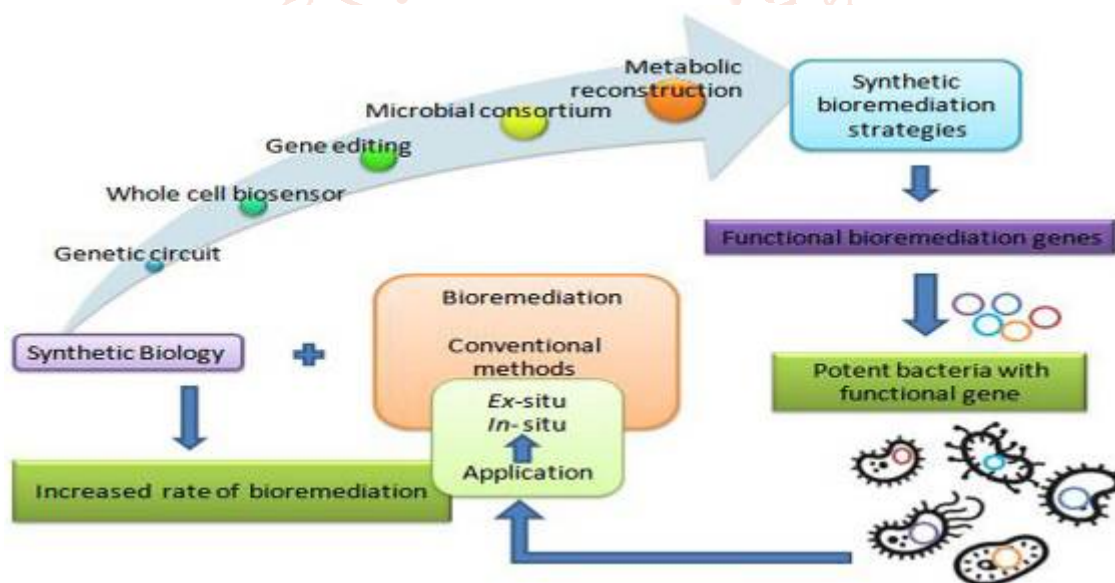 Metabolic
reconstruction
Microbial consortium
Gene editing
Whole cell biosensor
Genetic circuit
Synthetic Biology
Synthetic
bioremediation
strategies
Functional bioremediation genes
Potent bacteria with
functional gene
Bioremediation
Conventional
methods
Ex-situ
In- situ
Application
Increased rate of bioremediation